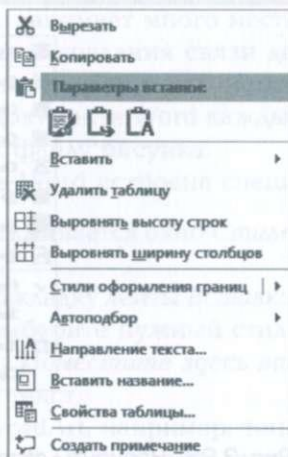 Вырезать
Копировать
Параметры вставки:
Вставить
Удалить таблицу
Выровнять высоту строк
Выровнять ширину столбцов
Стили оформления границ
Автоподбор
Направление текста...
Вставить название...
Свойства таблицы...
Создать примечание